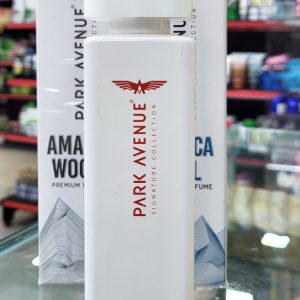 PARK AVENUE®
SIGNATURE COLLECTION
PARK AVENUE®
AMA
WOO
PREMIUM
CA
L
FUME